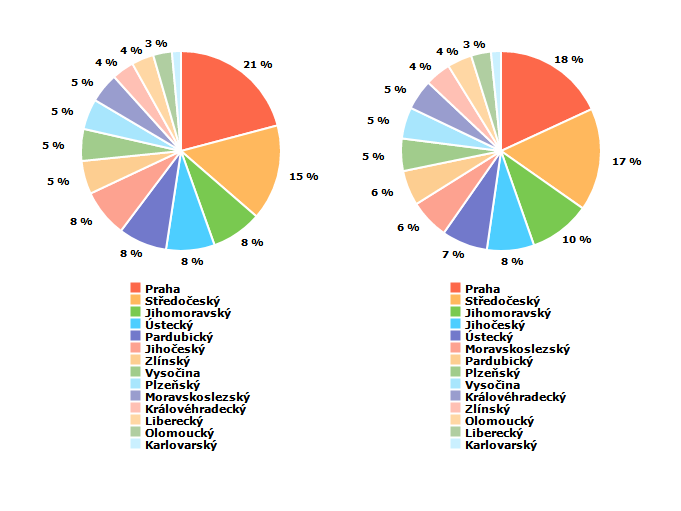 3 %
4 %
4 %
5 %
5 %
5 %
5 %
8 %
8 %
8 %
8 %
15 %
21 %
Praha
Středočeský
Jihomoravský
Ústecký
Pardubický
Jihočeský
Zlínský
Vysočina
Plzeňský
Moravskoslezský
Královéhradecký
Liberecký
Olomoucký
Karlovarský
3 %
4 %
4 %
5 %
5 %
5 %
6 %
6 %
7 %
8 %
10 %
17 %
18 %
Praha
Středočeský
Jihomoravský
Jihočeský
Ústecký
Moravskoslezský
Pardubický
Plzeňský
Vysočina
Královéhradecký
Zlínský
Olomoucký
Liberecký
Karlovarský